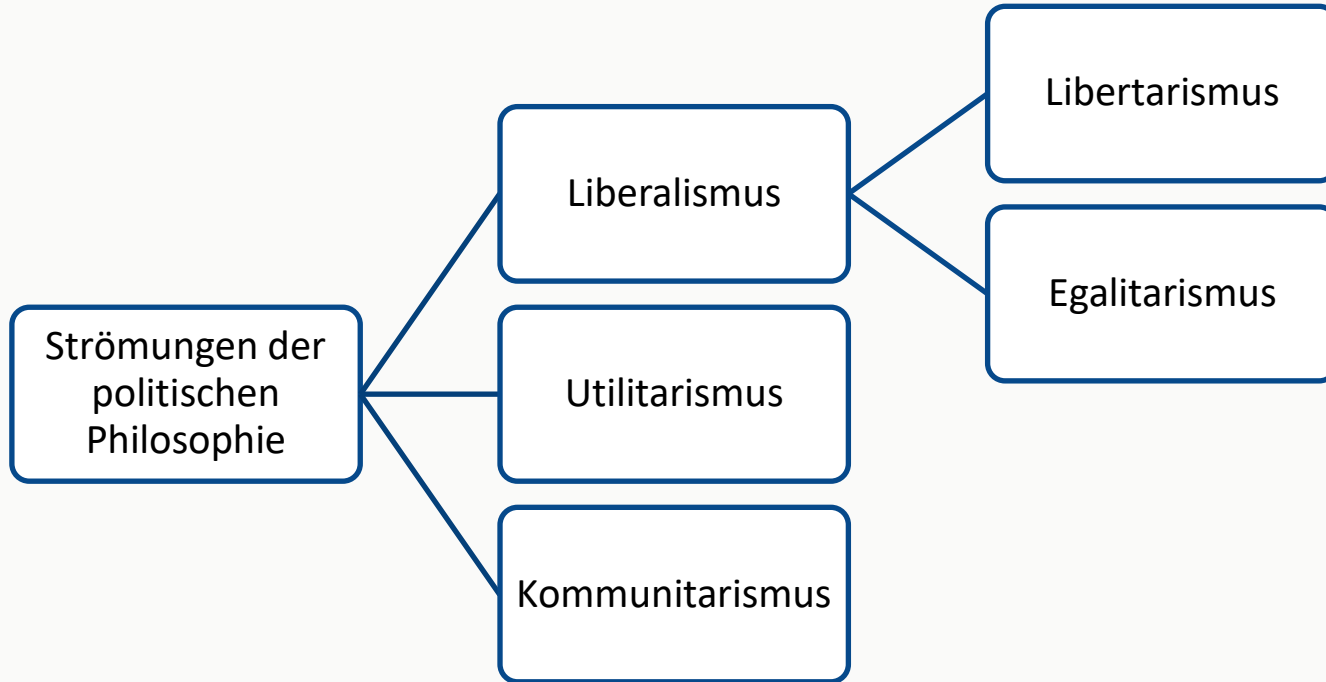 Strömungen der
politischen
Philosophie
Liberalismus
Utilitarismus
Kommunitarismus
Libertarismus
Egalitarismus